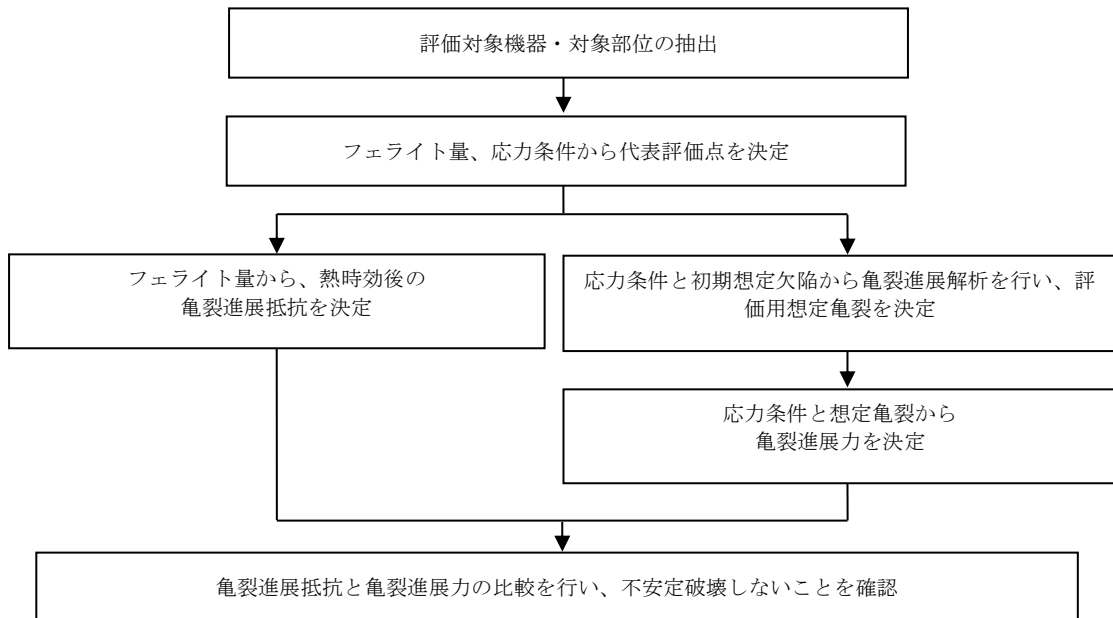 評価対象機器・対象部位の抽出
フェライト量、応力条件から代表評価点を決定
フェライト量から、熱時効後の
亀裂進展抵抗を決定
応力条件と初期想定欠陥から亀裂進展解析を行い、評
価用想定亀裂を決定
応力条件と想定亀裂から
亀裂進展力を決定
亀裂進展抵抗と亀裂進展力の比較を行い、不安定破壊しないことを確認